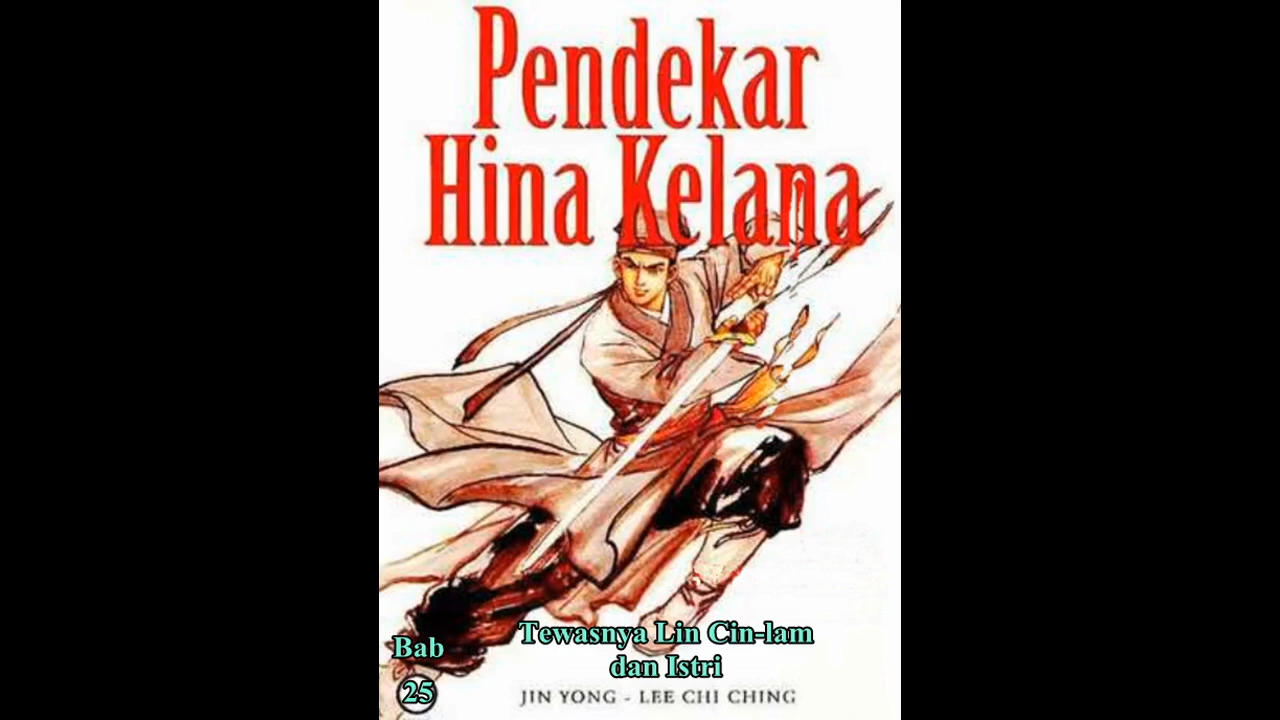 Pendekar
Hina Kelana
Tewasnya Lin Cin-lam
dan Istri
Bab
25
JIN YONG - LEE CHI CHING